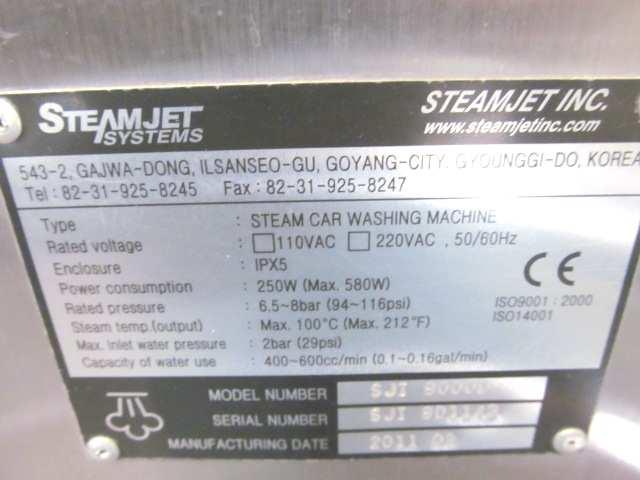 STEAMJET SYSTEMS
STEAMJET INC.
www.steamjetinc.com
543-2, GAJWA-DONG, ILSANSEO-GU, GOYANG-CITY, GYOUNGGI-DO, KOREA
Tel : 82-31-925-8245 Fax : 82-31-925-8247
Type : STEAM CAR WASHING MACHINE
Rated voltage : 110VAC 220VAC , 50/60Hz
Enclosure : IPX5
Power consumption : 250W (Max. 580W)
Rated pressure : 6.5~8bar (94~116psi)
Steam temp.(output) : Max. 100°C (Max. 212°F)
Max. Inlet water pressure : 2bar (29psi)
Capacity of water use : 400~600cc/min (0.1~0.16gal/min)
CE
ISO9001 : 2000
ISO14001
MODEL NUMBER SJI
SERIAL NUMBER SJI
MANUFACTURING DATE 2011